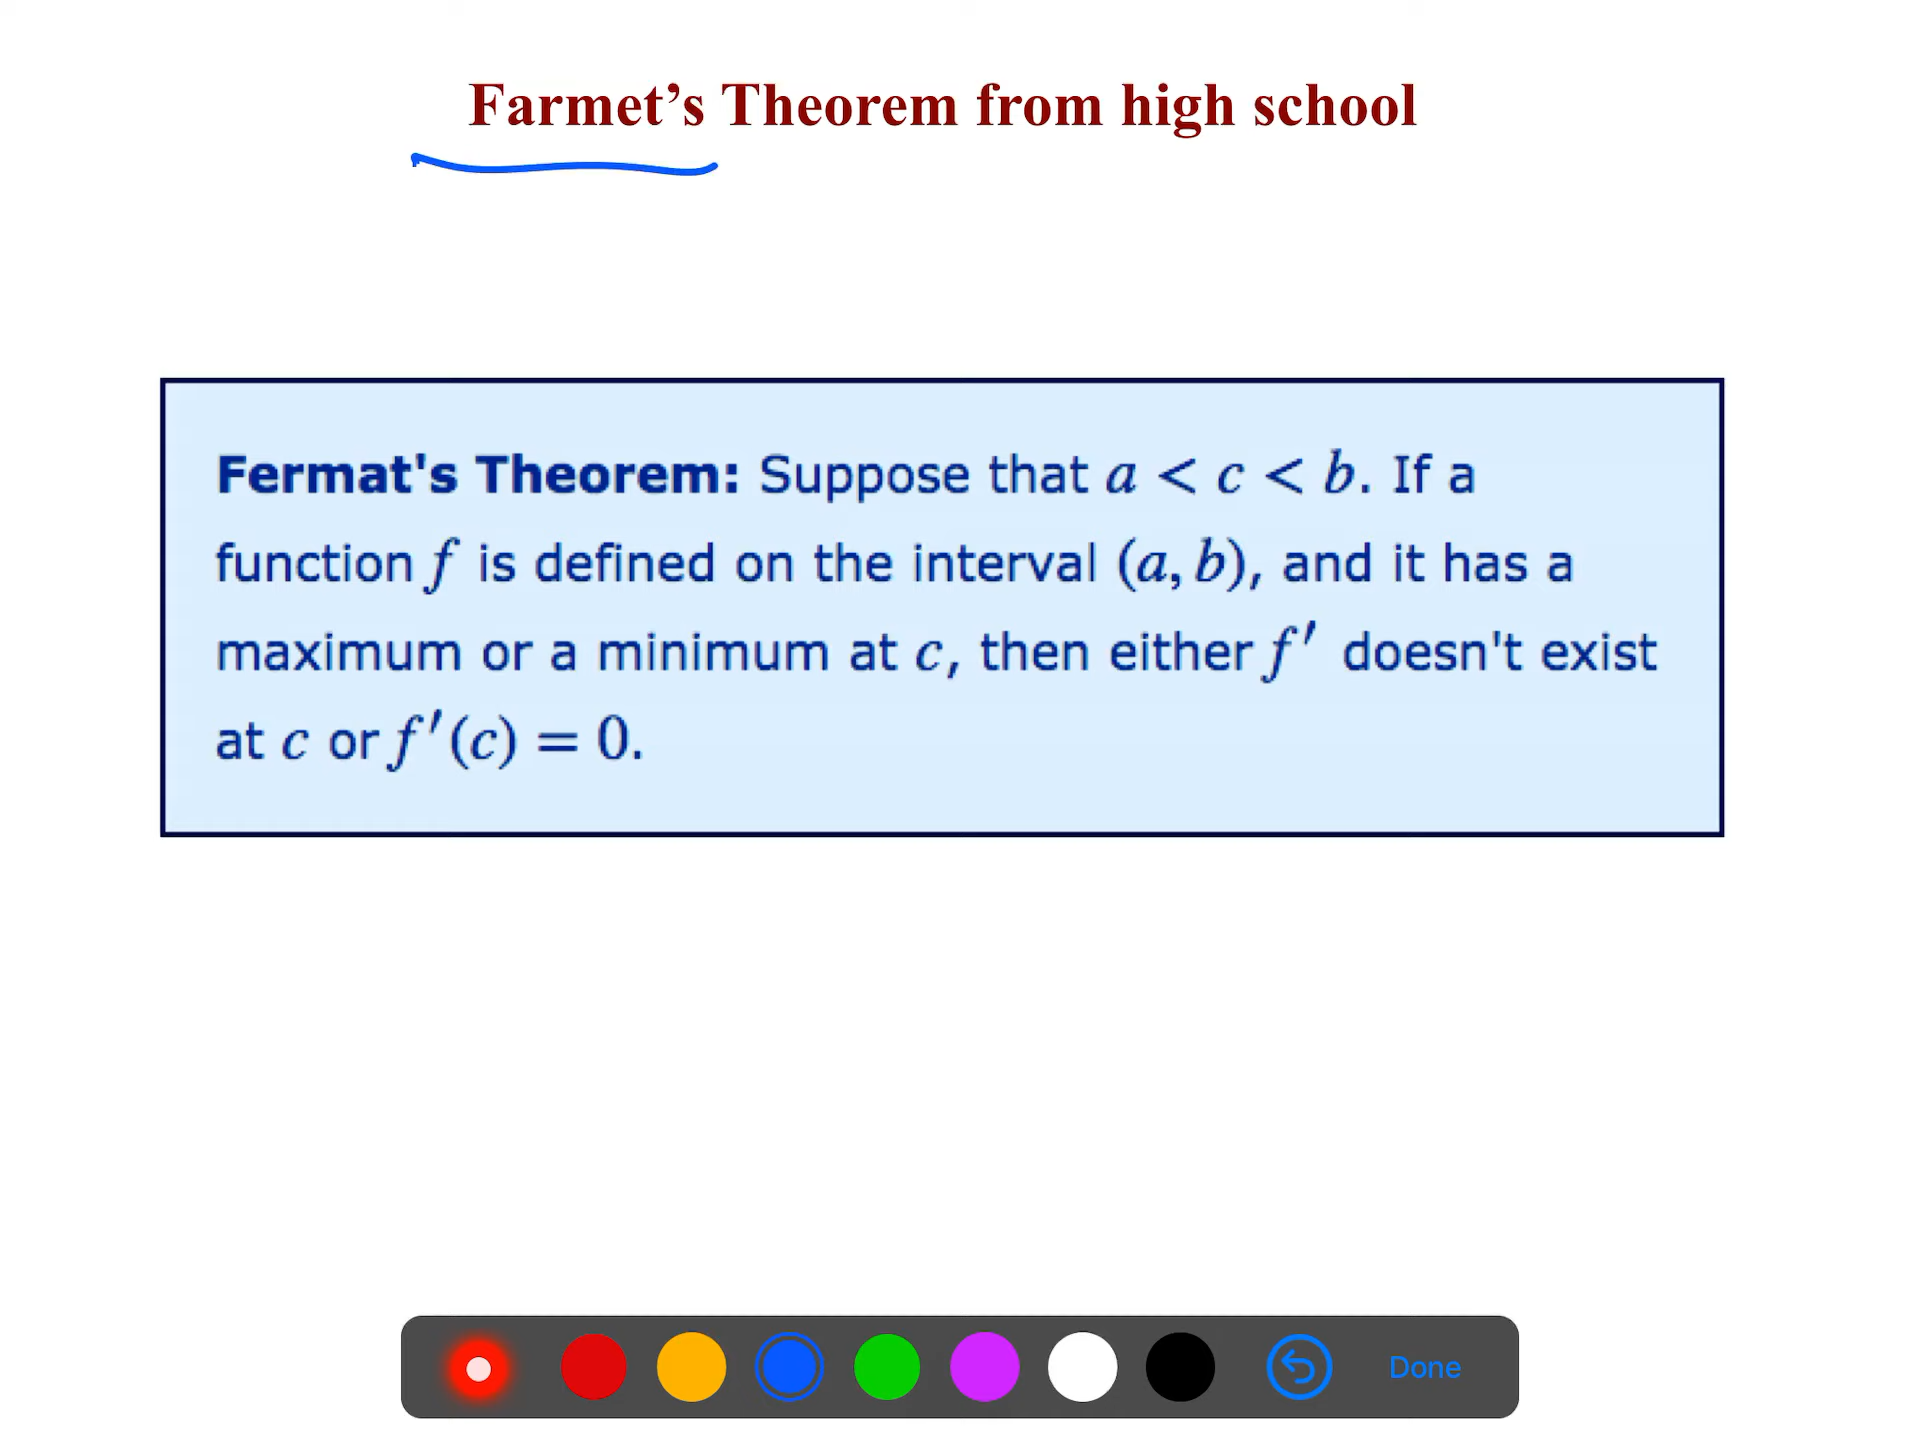 Farmet’s Theorem from high school
Fermat's Theorem: Suppose that a < c < b. If a
function f is defined on the interval (a, b), and it has a
maximum or a minimum at c, then either f′ doesn't exist
at c or f′(c) = 0.
Done